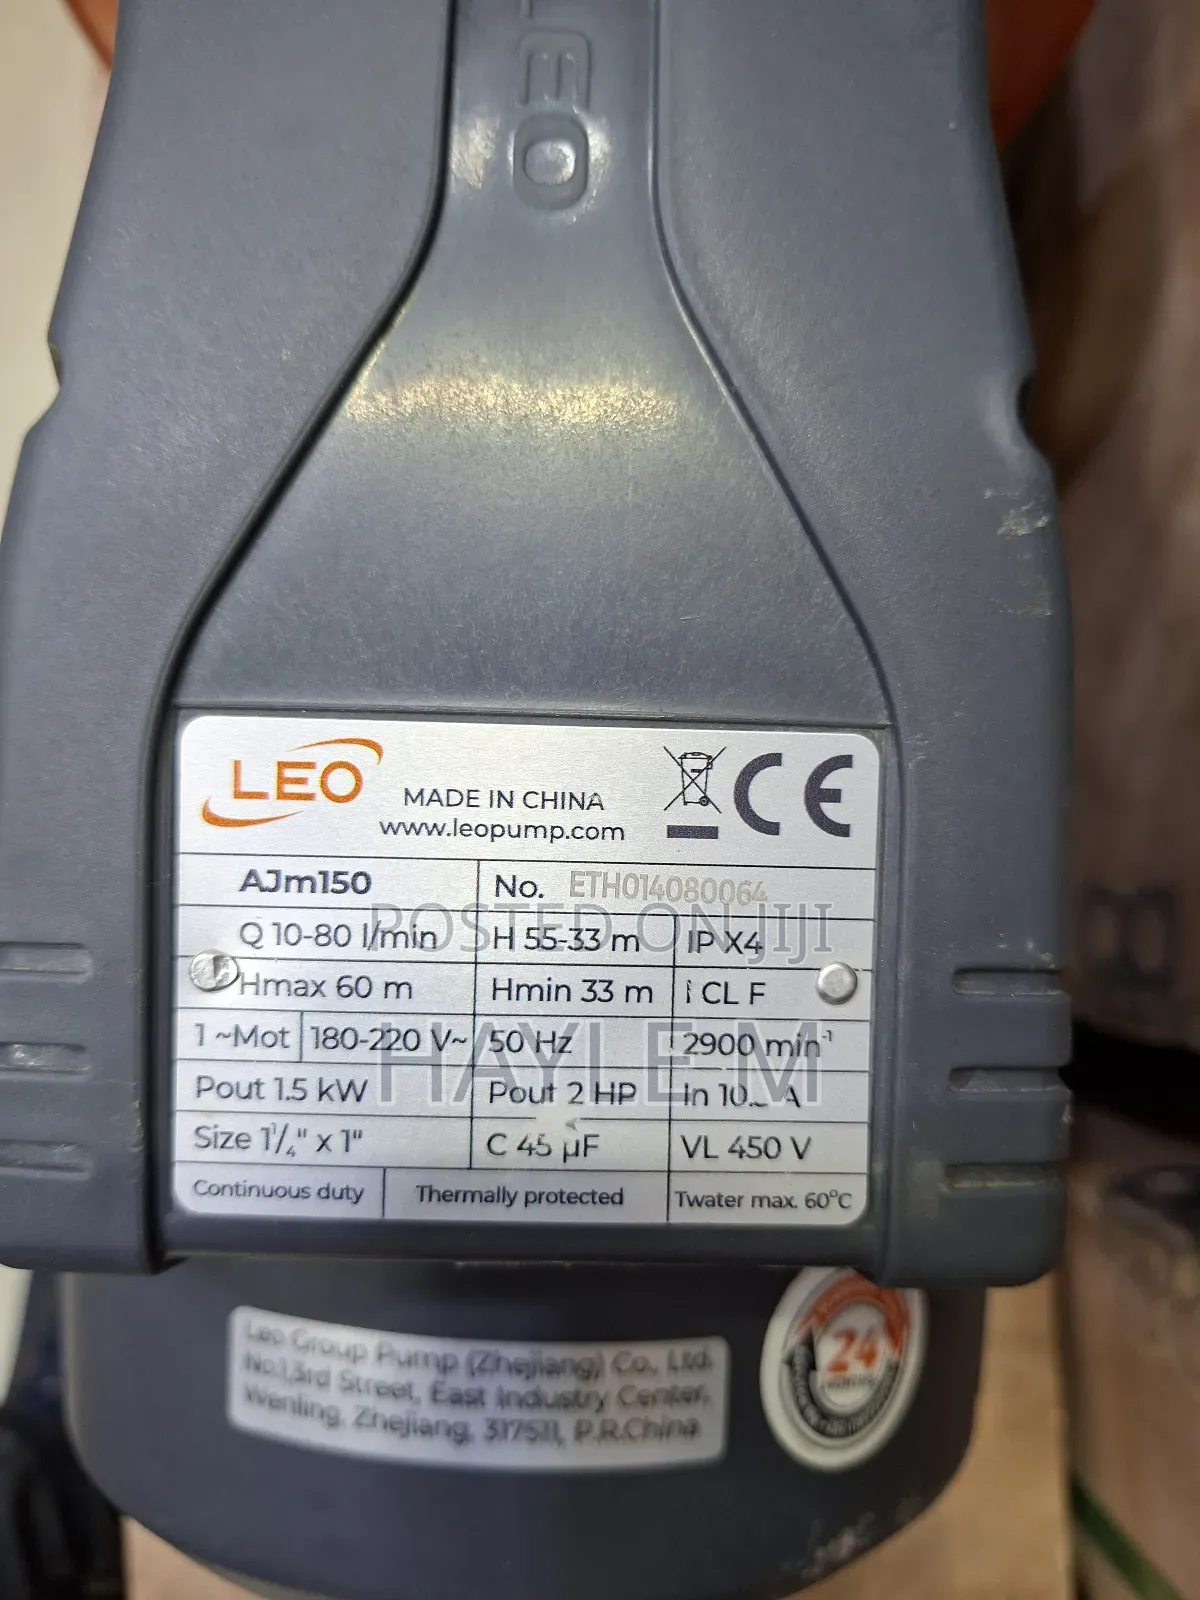 LEO
LEO
MADE IN CHINA
www.leopump.com
CE
AJm150 No. ETH014080064
Q 10-80 l/min H 55-33 m IP X4
Hmax 60 m Hmin 33 m I CL F
1 ~Mot 180-220 V~ 50 Hz 2900 min⁻¹
Pout 1.5 kW Pout 2 HP In A
Size 1¼" x 1" C 45 µF VL 450 V
Continuous duty Thermally protected Twater max. 60°C
POSTED ON JIJI
HAYLE M
Leo Group Pump (Zhejiang) Co., Ltd.
No.1,3rd Street, East Industry Center,
Wenling, Zhejiang, 317511, P.R.China
24